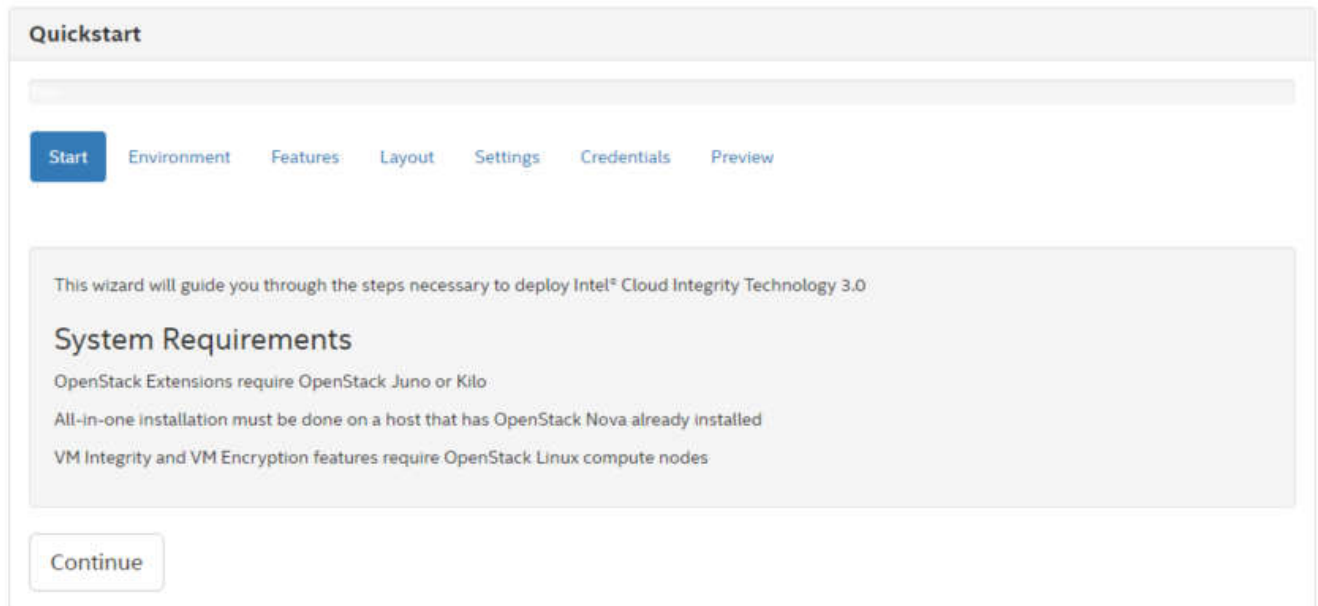 Quickstart
Start Environment Features Layout Settings Credentials Preview
This wizard will guide you through the steps necessary to deploy Intel® Cloud Integrity Technology 3.0
System Requirements
OpenStack Extensions require OpenStack Juno or Kilo
All-in-one installation must be done on a host that has OpenStack Nova already installed
VM Integrity and VM Encryption features require OpenStack Linux compute nodes
Continue